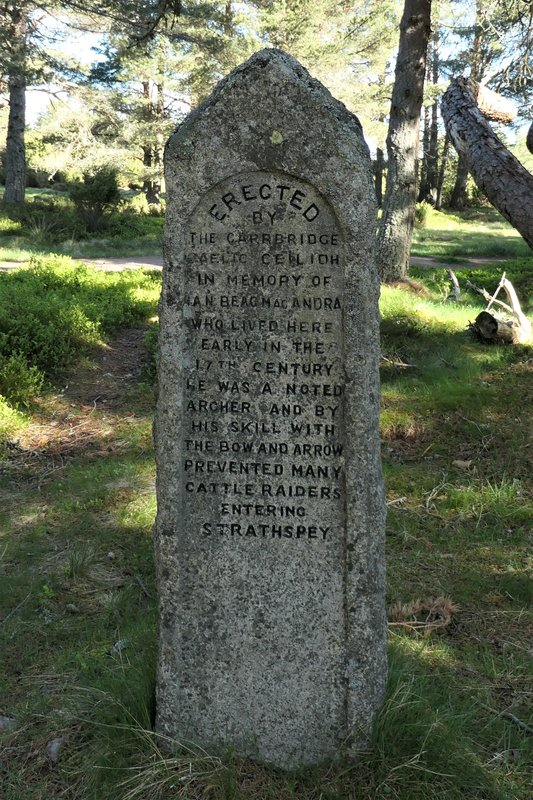 ERECTED
BY
THE CARRBRIDGE
GAELIC CEILIDH
IN MEMORY OF
IAN BEAG MAC ANDRA
WHO LIVED HERE
EARLY IN THE
17TH CENTURY
HE WAS A NOTED
ARCHER AND BY
HIS SKILL WITH
THE BOW AND ARROW
PREVENTED MANY
CATTLE RAIDERS
ENTERING
STRATHSPEY